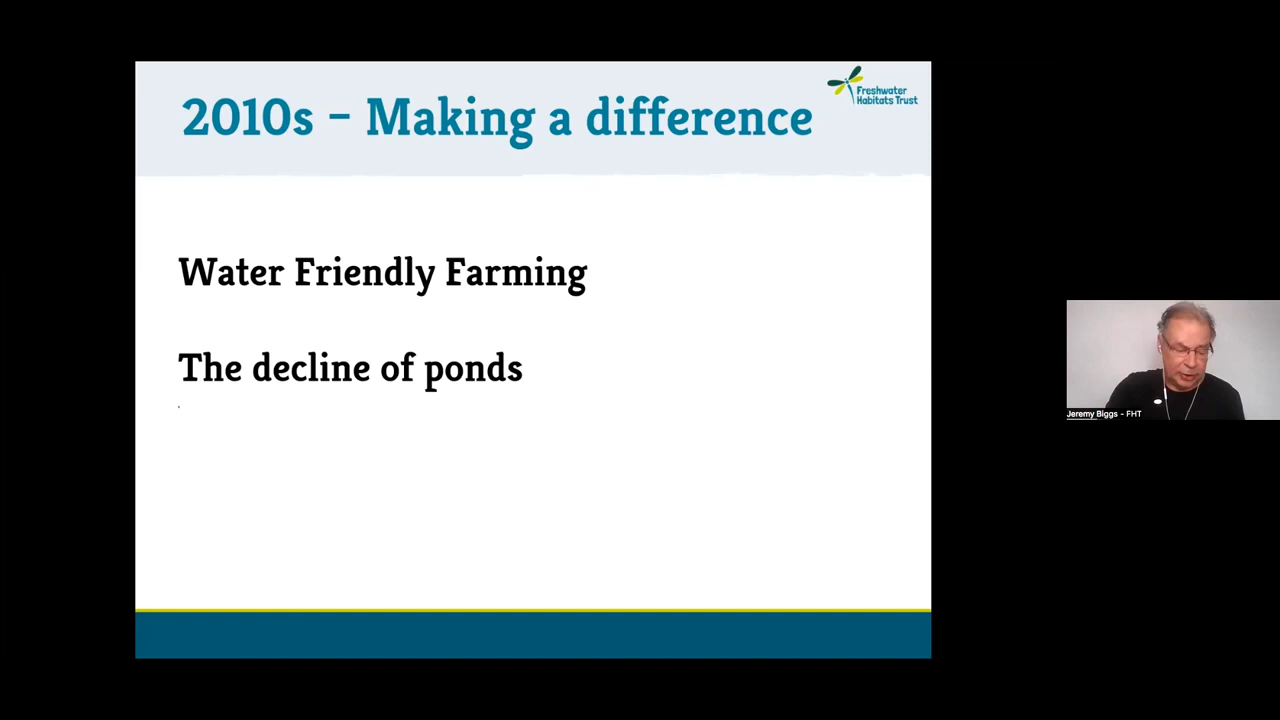 2010s – Making a difference
Freshwater
Habitats Trust
Water Friendly Farming
The decline of ponds
Jeremy Biggs - FHT